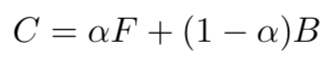 C = αF + (1 − α)B